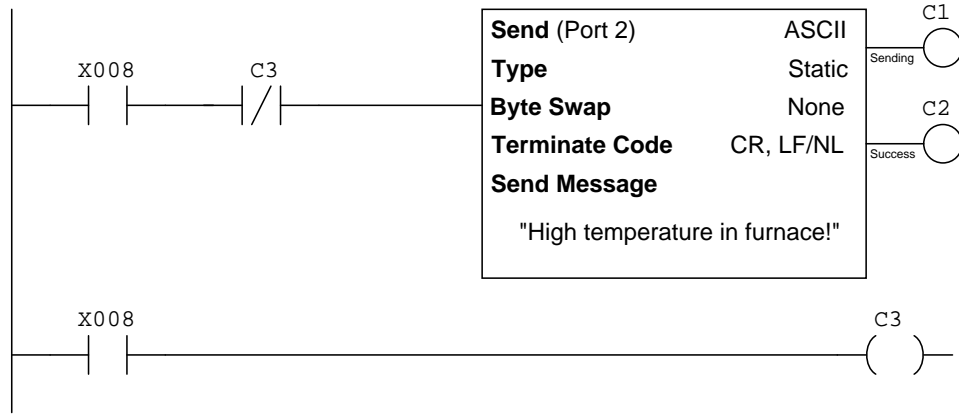 C1
Send (Port 2) ASCII
Sending
X008 C3
Type Static
Byte Swap None
C2
Terminate Code CR, LF/NL
Success
Send Message
"High temperature in furnace!"
X008 C3